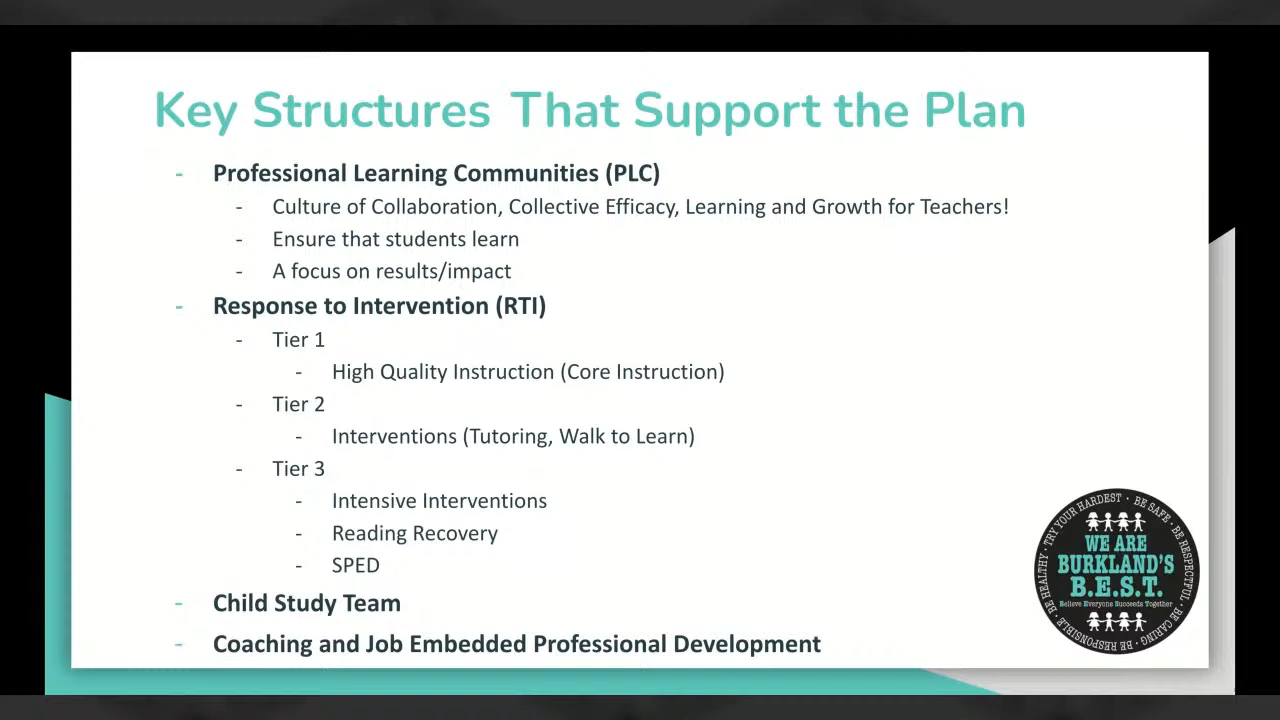 Key Structures That Support the Plan
- Professional Learning Communities (PLC)
- Culture of Collaboration, Collective Efficacy, Learning and Growth for Teachers!
- Ensure that students learn
- A focus on results/impact
- Response to Intervention (RTI)
- Tier 1
- High Quality Instruction (Core Instruction)
- Tier 2
- Interventions (Tutoring, Walk to Learn)
- Tier 3
- Intensive Interventions
- Reading Recovery
- SPED
- Child Study Team
- Coaching and Job Embedded Professional Development
BE HEALTHY · TRY YOUR HARDEST · BE SAFE · BE RESPECTFUL · BE CARING · BE RESPONSIBLE ·
WE ARE
BURKLAND'S
B.E.S.T.
Believe Everyone Succeeds Together